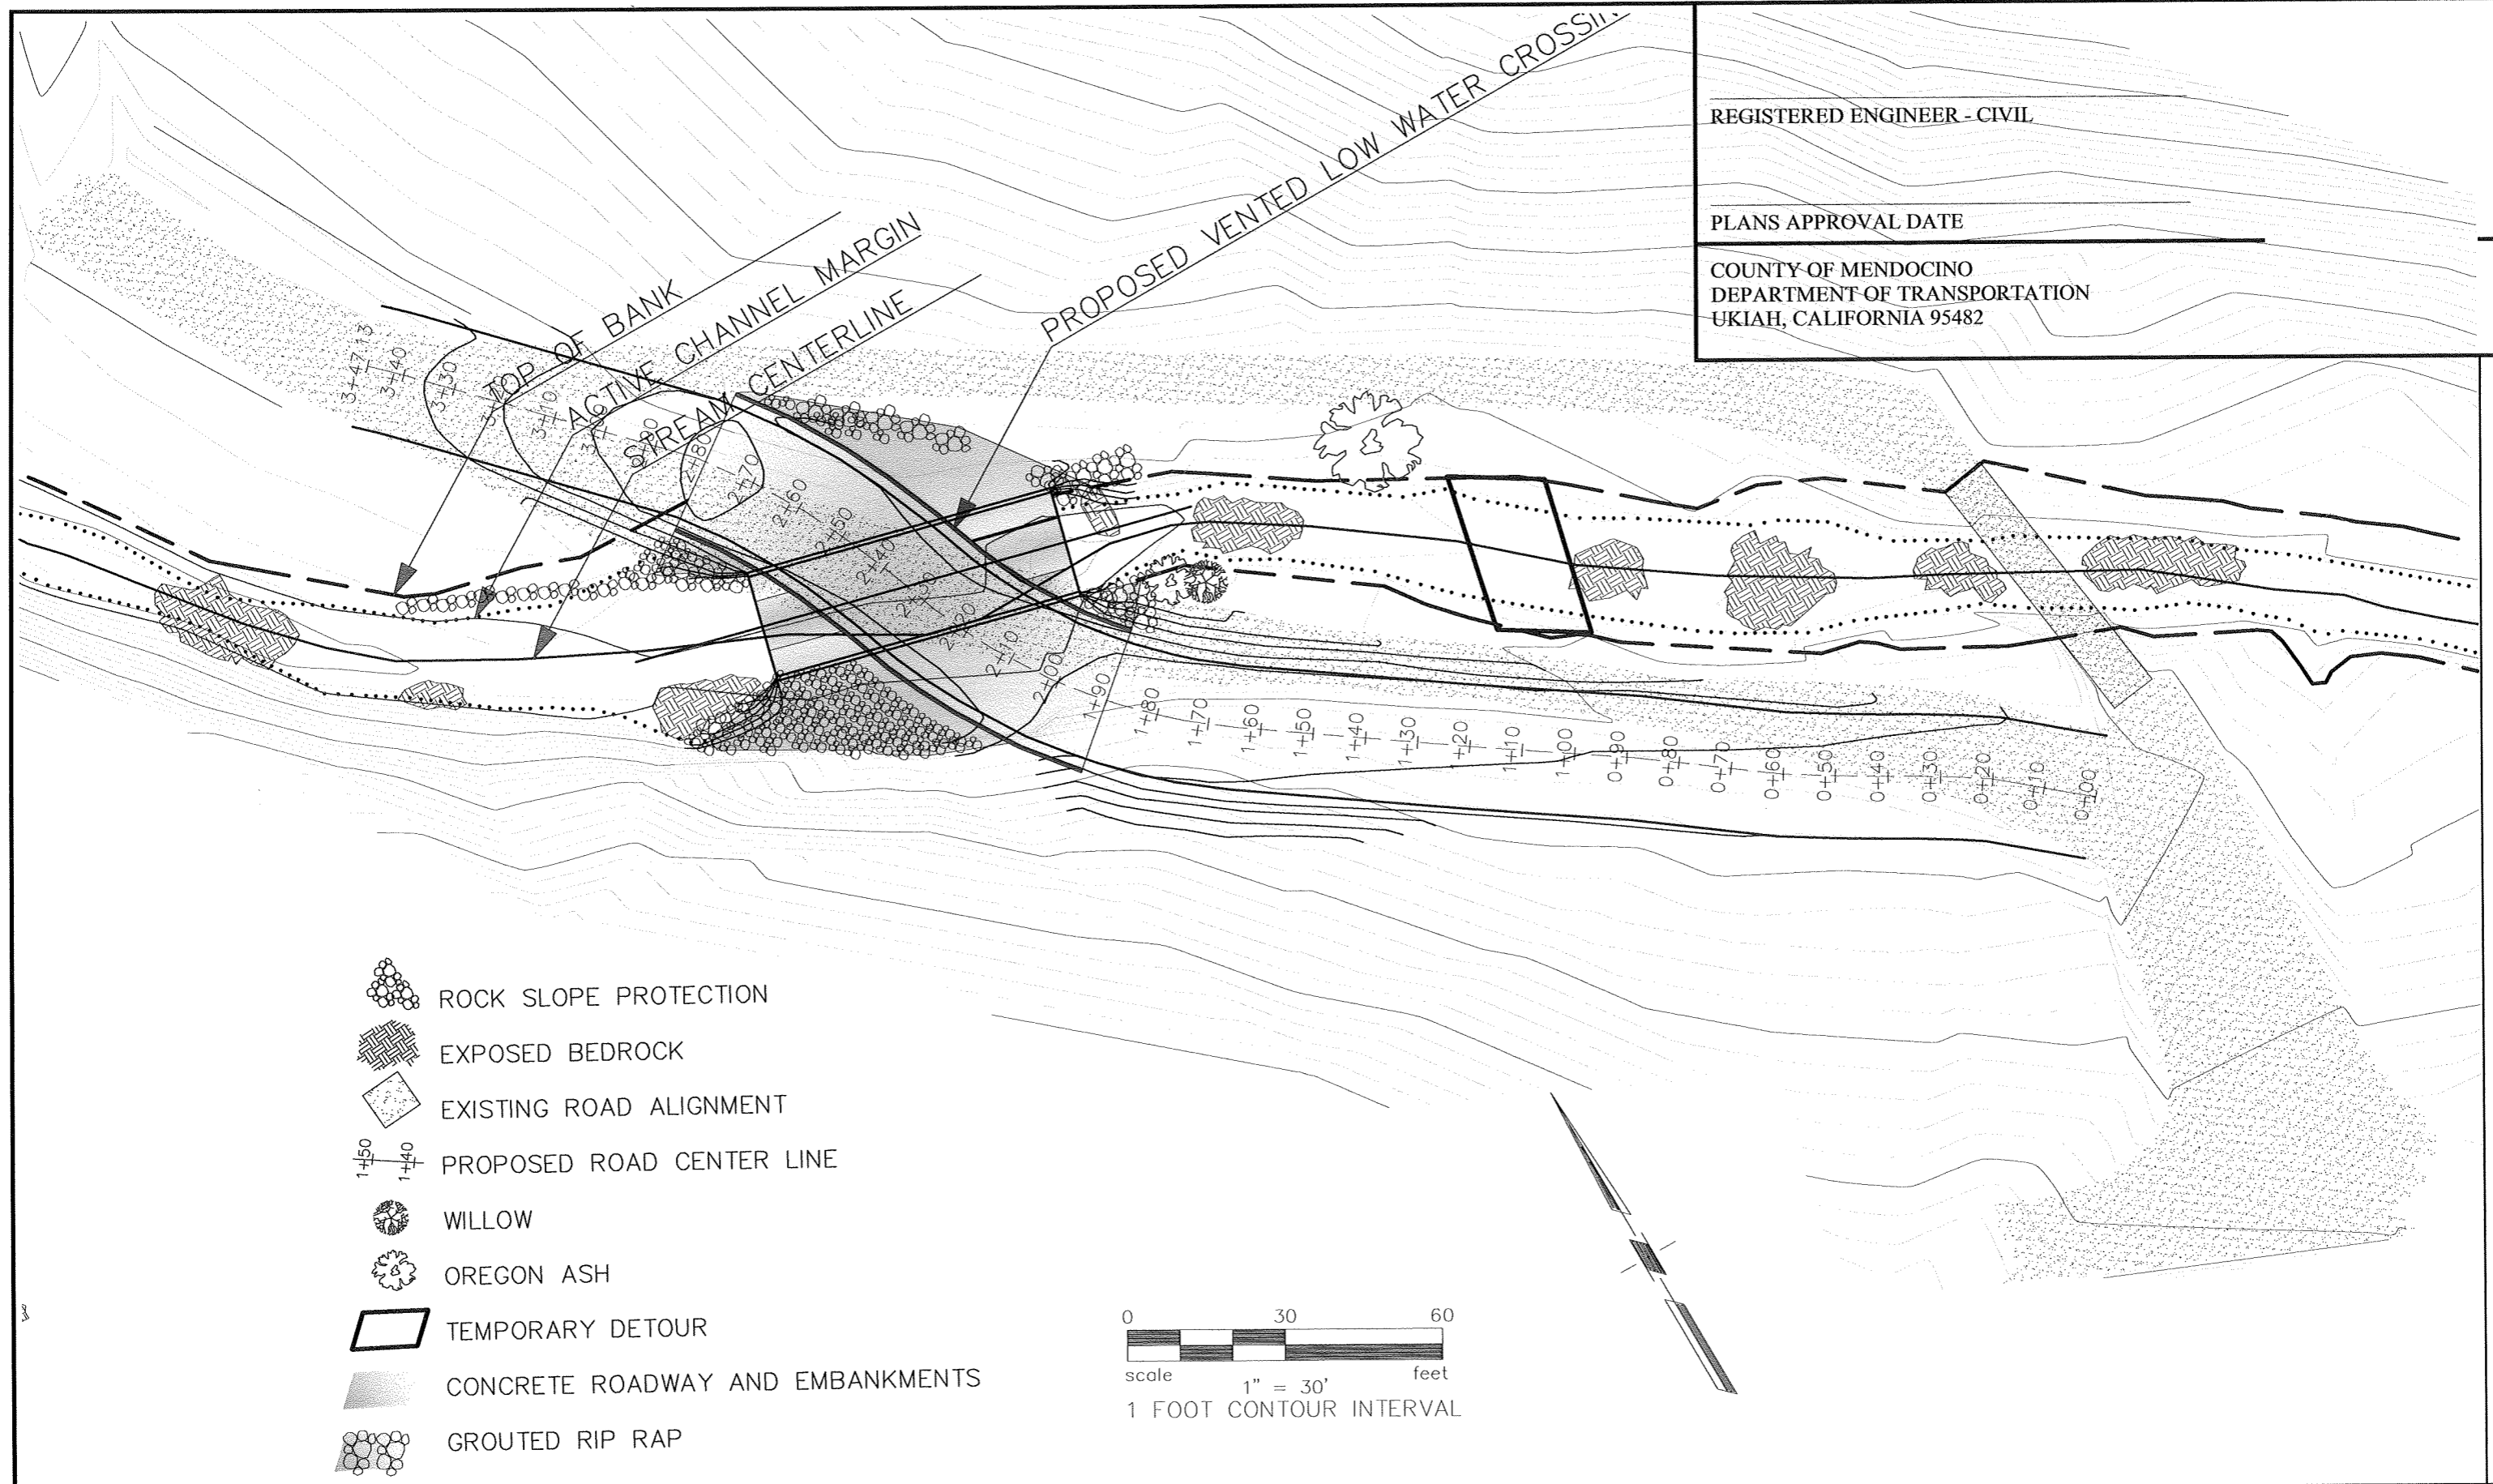 PROPOSED VENTED LOW WATER CROSSIN
REGISTERED ENGINEER - CIVIL
PLANS APPROVAL DATE
COUNTY OF MENDOCINO
DEPARTMENT OF TRANSPORTATION
UKIAH, CALIFORNIA 95482
TOP OF BANK
ACTIVE CHANNEL MARGIN
STREAM CENTERLINE
3+47.13
3+40
3+30
3+10
2+80
2+70
2+60
2+50
2+40
2+20
2+10
2+00
1+90
1+80
1+70
1+60
1+50
1+40
1+30
1+20
1+10
1+00
0+90
0+80
0+70
0+60
0+50
0+40
0+30
0+20
0+10
0+00
ROCK SLOPE PROTECTION
EXPOSED BEDROCK
EXISTING ROAD ALIGNMENT
1+50
1+40
PROPOSED ROAD CENTER LINE
WILLOW
OREGON ASH
TEMPORARY DETOUR
CONCRETE ROADWAY AND EMBANKMENTS
GROUTED RIP RAP
0 30 60
scale feet
1" = 30'
1 FOOT CONTOUR INTERVAL